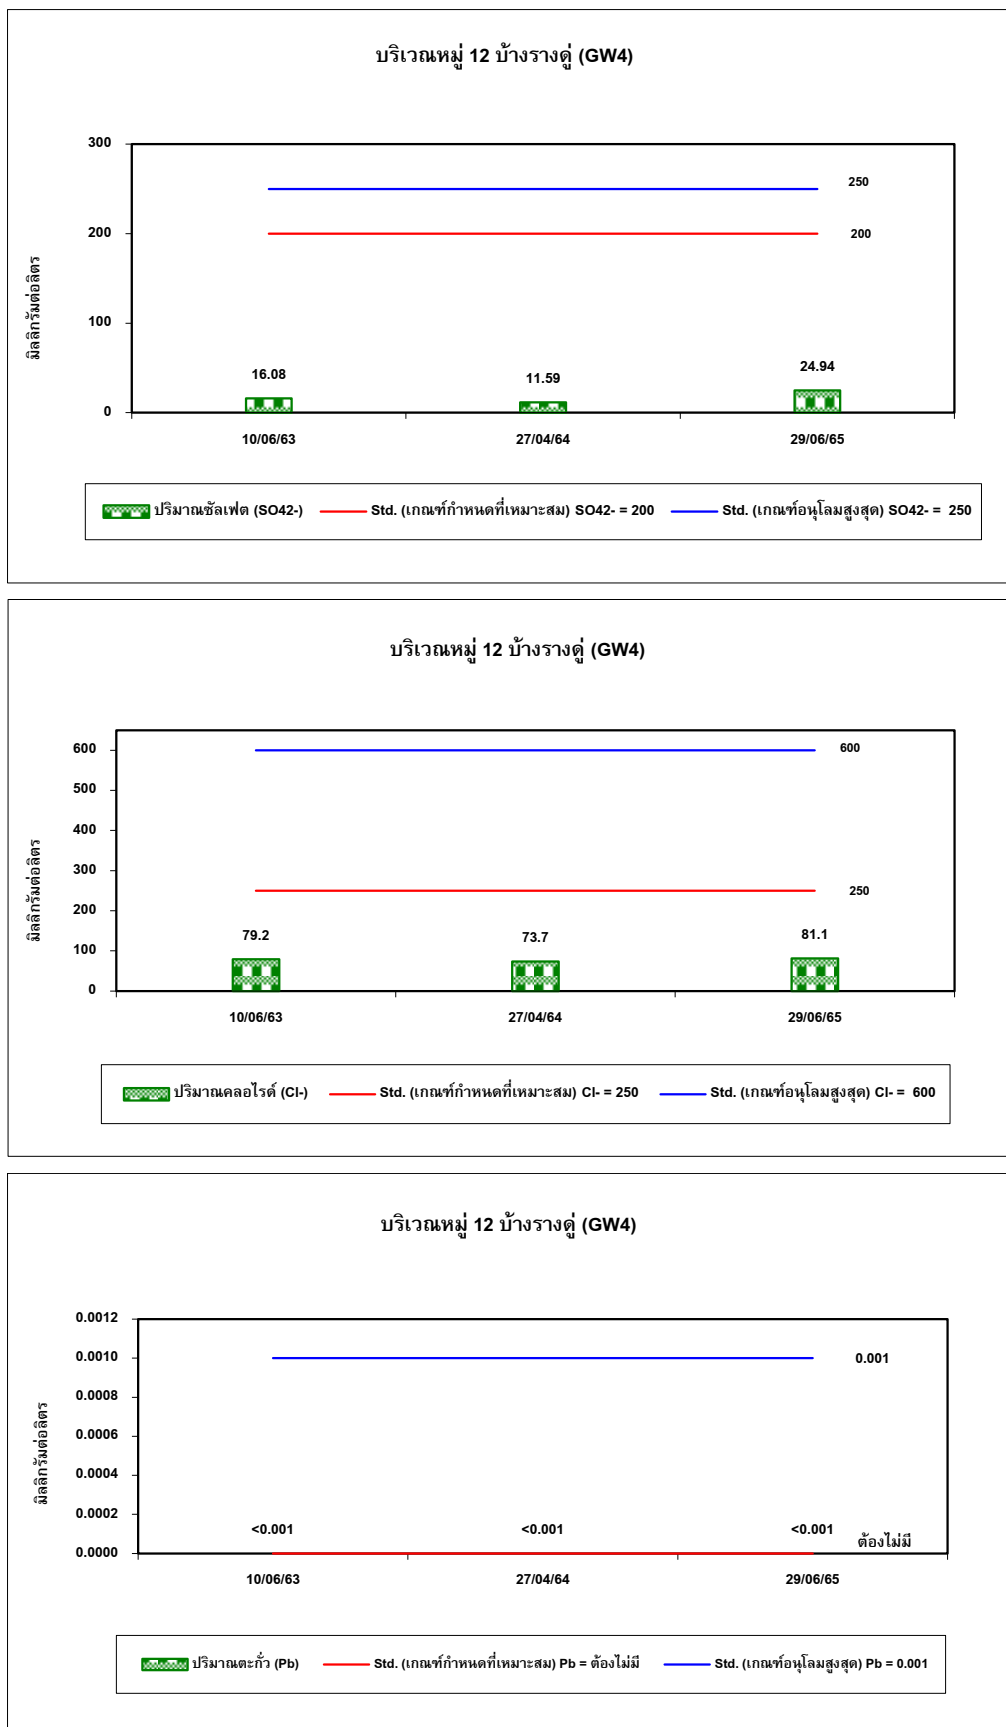 บริเวณหมู่ 12 บ้างรางดู่ (GW4)
300
250
200
200
มิลลิกรัมต่อลิตร
100
24.94
16.08
11.59
0
10/06/63 27/04/64 29/06/65
ปริมาณซัลเฟต (SO42-) Std. (เกณฑ์กำหนดที่เหมาะสม) SO42- = 200 Std. (เกณฑ์อนุโลมสูงสุด) SO42- = 250
บริเวณหมู่ 12 บ้างรางดู่ (GW4)
600 600
500
400
300
มิลลิกรัมต่อลิตร
250
200
79.2 73.7 81.1
100
0
10/06/63 27/04/64 29/06/65
ปริมาณคลอไรด์ (Cl-) Std. (เกณฑ์กำหนดที่เหมาะสม) Cl- = 250 Std. (เกณฑ์อนุโลมสูงสุด) Cl- = 600
บริเวณหมู่ 12 บ้างรางดู่ (GW4)
0.0012
0.0010 0.001
0.0008
0.0006
มิลลิกรัมต่อลิตร
0.0004
0.0002
<0.001 <0.001 <0.001
ต้องไม่มี
0.0000
10/06/63 27/04/64 29/06/65
ปริมาณตะกั่ว (Pb) Std. (เกณฑ์กำหนดที่เหมาะสม) Pb = ต้องไม่มี Std. (เกณฑ์อนุโลมสูงสุด) Pb = 0.001